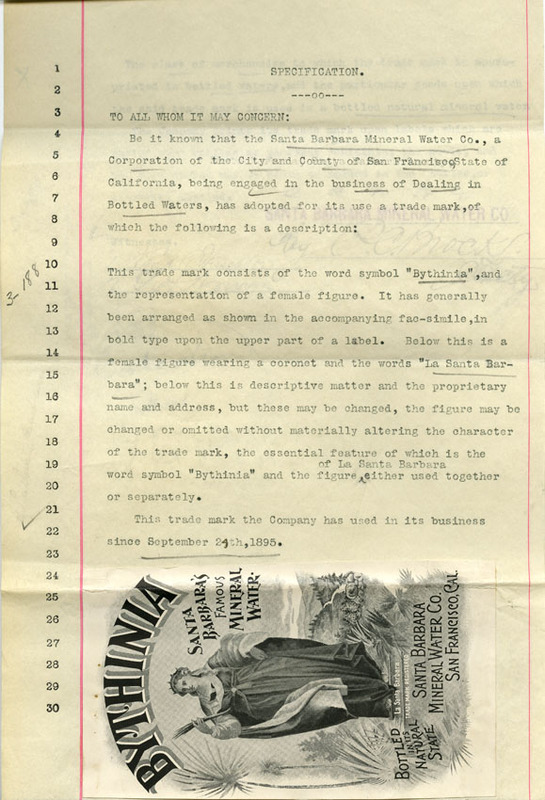 SPECIFICATION.
---oo---
TO ALL WHOM IT MAY CONCERN:
Be it known that the Santa Barbara Mineral Water Co., a
Corporation of the City and County of San Francisco,State of
California, being engaged in the business of Dealing in
Bottled Waters, has adopted for its use a trade mark,of
which the following is a description:
This trade mark consists of the word symbol "Bythinia",and
the representation of a female figure. It has generally
been arranged as shown in the accompanying fac-simile,in
bold type upon the upper part of a label. Below this is a
female figure wearing a coronet and the words "La Santa Bar-
bara"; below this is descriptive matter and the proprietary
name and address, but these may be changed, the figure may be
changed or omitted without materially altering the character
of the trade mark, the essential feature of which is the
of La Santa Barbara
word symbol "Bythinia" and the figure,either used together
or separately.
This trade mark the Company has used in its business
since September 24th,1895.
1
2
3
4
5
6
7
8
9
10
11
12
13
14
15
16
17
18
19
20
21
22
23
24
25
26
27
28
29
30
3-188
SANTA BARBARA MINERAL WATER CO
BYTHINIA
SANTA
BARBARA'S
FAMOUS
MINERAL
WATER.
La Santa Barbara
BOTTLED
IN ITS
NATURAL
STATE
SANTA BARBARA
MINERAL WATER CO.
SAN FRANCISCO, CAL.